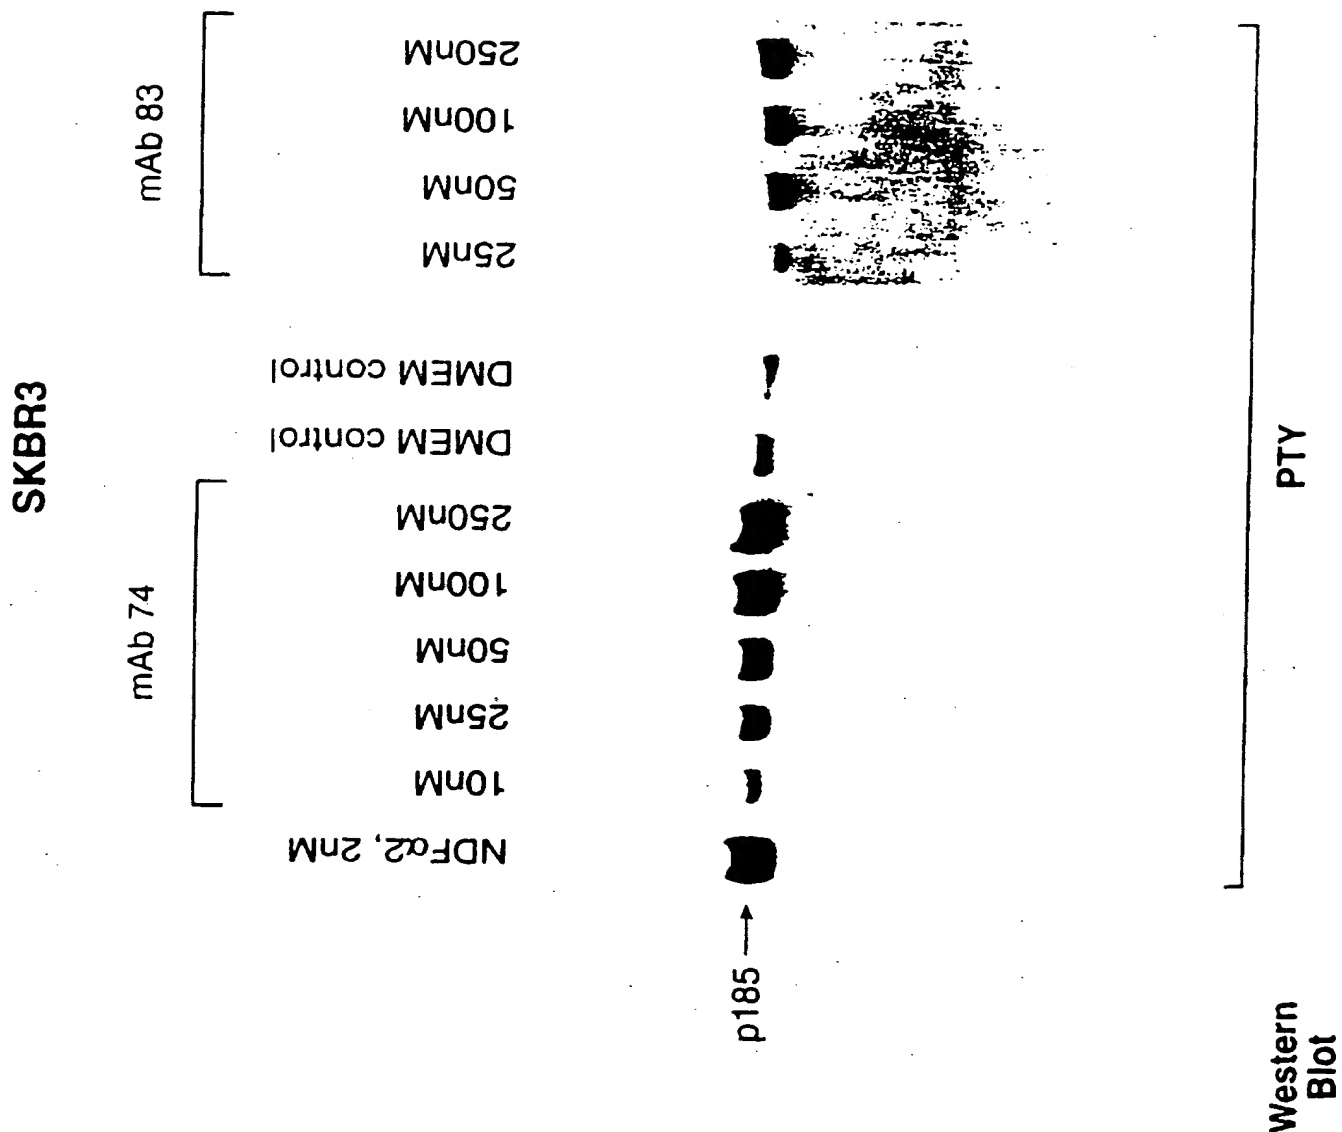 SKBR3
mAb 74
mAb 83
NDFα2, 2nM
10nM
25nM
50nM
100nM
250nM
DMEM control
DMEM control
25nM
50nM
100nM
250nM
p185
Western
Blot
PTY